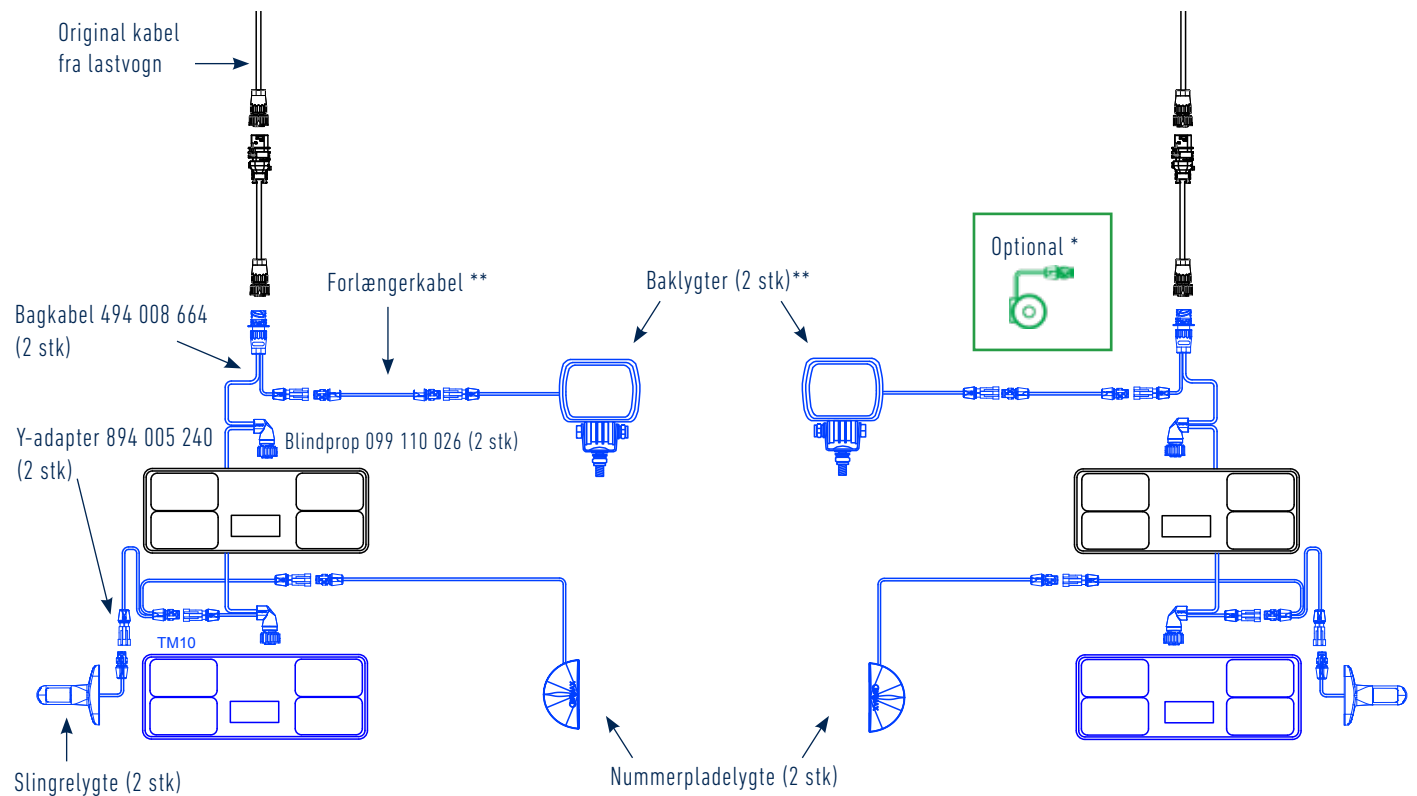 Original kabel
fra lastvogn
Optional *
Forlængerkabel **
Baklygter (2 stk)**
Bagkabel 494 008 664
(2 stk)
Y-adapter 894 005 240
(2 stk)
Blindprop 099 110 026 (2 stk)
TM10
Slingrelygte (2 stk)
Nummerpladelygte (2 stk)